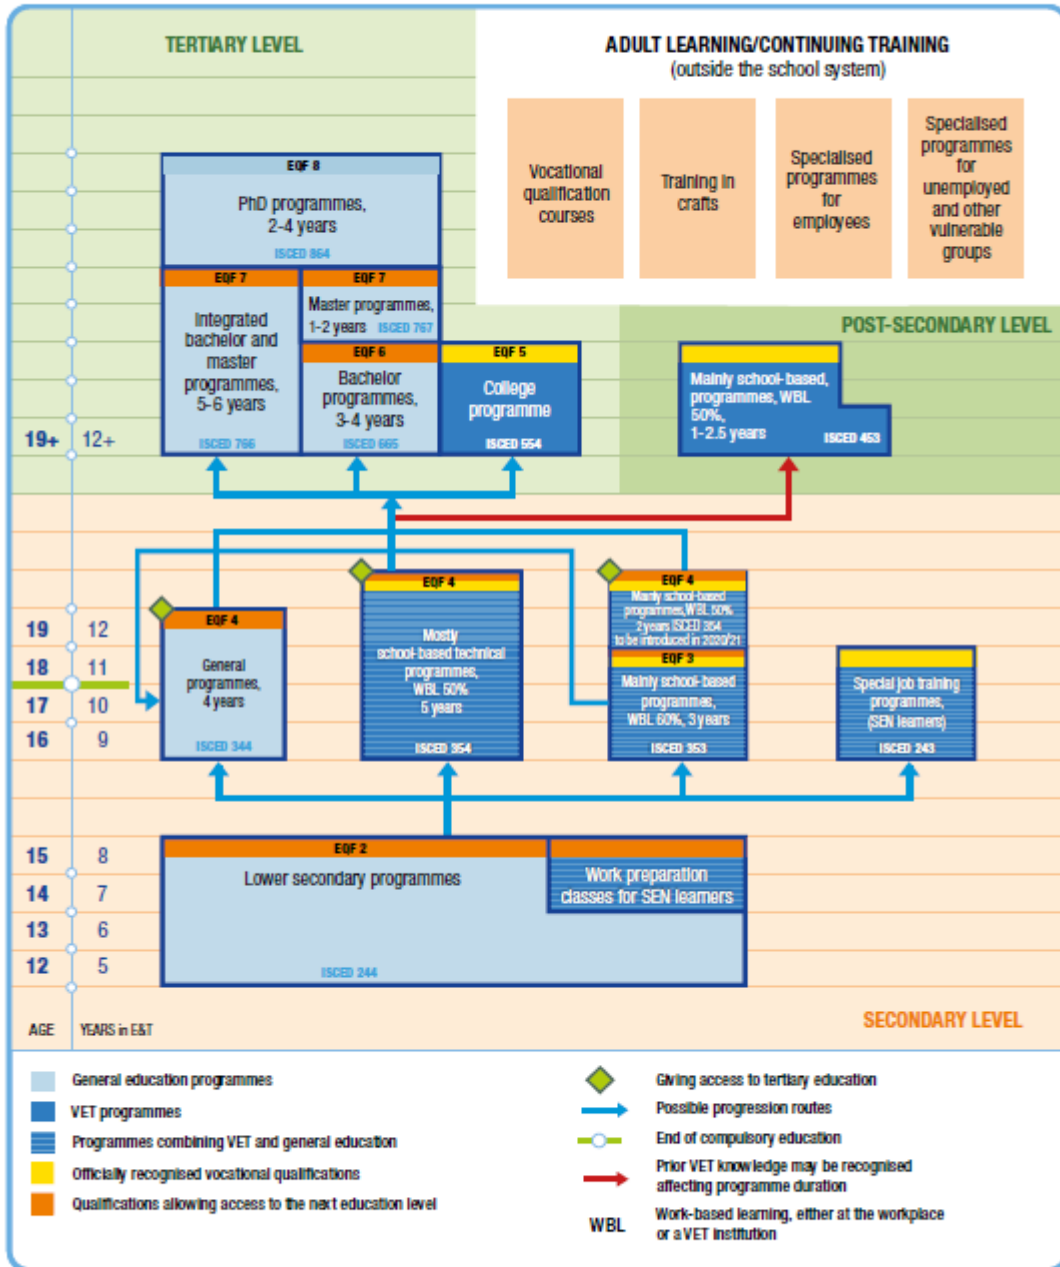 TERTIARY LEVEL
ADULT LEARNING/CONTINUING TRAINING
(outside the school system)
Vocational
qualification
courses
Training in
crafts
Specialised
programmes
for
employees
Specialised
programmes
for
unemployed
and other
vulnerable
groups
EQF 8
PhD programmes,
2-4 years
ISCED 864
EQF 7
Integrated
bachelor and
master
programmes,
5-6 years
ISCED 766
EQF 7
Master programmes,
1-2 years ISCED 767
EQF 6
Bachelor
programmes,
3-4 years
ISCED 665
EQF 5
College
programme
ISCED 554
POST-SECONDARY LEVEL
Mainly school-based,
programmes, WBL
50%,
1-2.5 years
ISCED 453
19+ 12+
EQF 4
General
programmes,
4 years
ISCED 344
EQF 4
Mostly
school-based technical
programmes,
WBL 50%
5 years
ISCED 354
EQF 4
Mainly school-based
programmes, WBL 50%
2 years ISCED 354
to be introduced in 2020/21
EQF 3
Mainly school-based
programmes,
WBL 60%, 3 years
ISCED 353
Special job training
programmes,
(SEN learners)
ISCED 243
19 12
18 11
17 10
16 9
EQF 2
Lower secondary programmes
ISCED 244
Work preparation
classes for SEN learners
15 8
14 7
13 6
12 5
AGE YEARS in E&T
SECONDARY LEVEL
General education programmes
VET programmes
Programmes combining VET and general education
Officially recognised vocational qualifications
Qualifications allowing access to the next education level
Giving access to tertiary education
Possible progression routes
End of compulsory education
Prior VET knowledge may be recognised
affecting programme duration
WBL Work-based learning, either at the workplace
or a VET institution